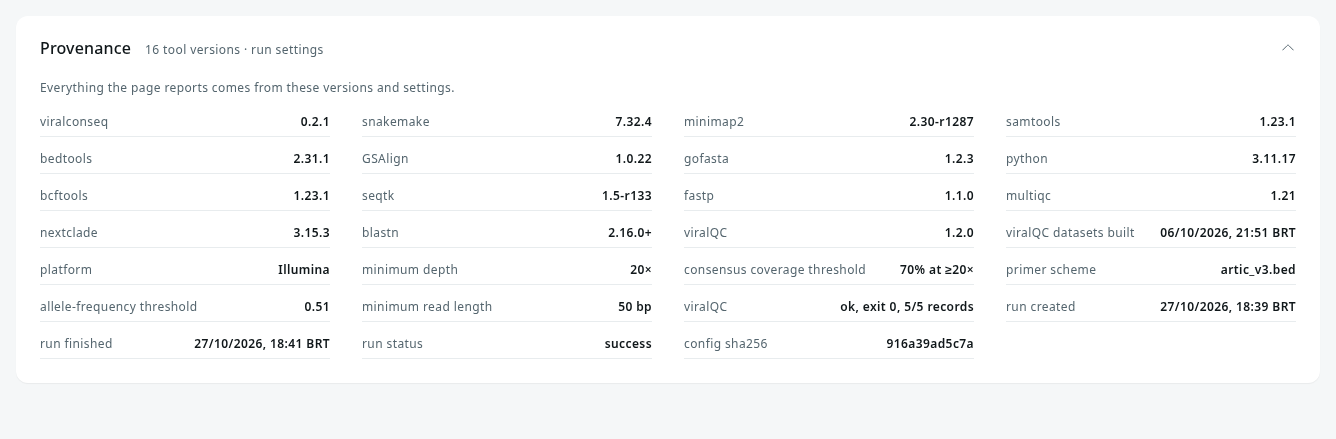 Provenance 16 tool versions · run settings
Everything the page reports comes from these versions and settings.
viralconseq 0.2.1 snakemake 7.32.4 minimap2 2.30-r1287 samtools 1.23.1
bedtools 2.31.1 GSAlign 1.0.22 gofasta 1.2.3 python 3.11.17
bcftools 1.23.1 seqtk 1.5-r133 fastp 1.1.0 multiqc 1.21
nextclade 3.15.3 blastn 2.16.0+ viralQC 1.2.0 viralQC datasets built 06/10/2026, 21:51 BRT
platform Illumina minimum depth 20× consensus coverage threshold 70% at ≥20× primer scheme artic_v3.bed
allele-frequency threshold 0.51 minimum read length 50 bp viralQC ok, exit 0, 5/5 records run created 27/10/2026, 18:39 BRT
run finished 27/10/2026, 18:41 BRT run status success config sha256 916a39ad5c7a